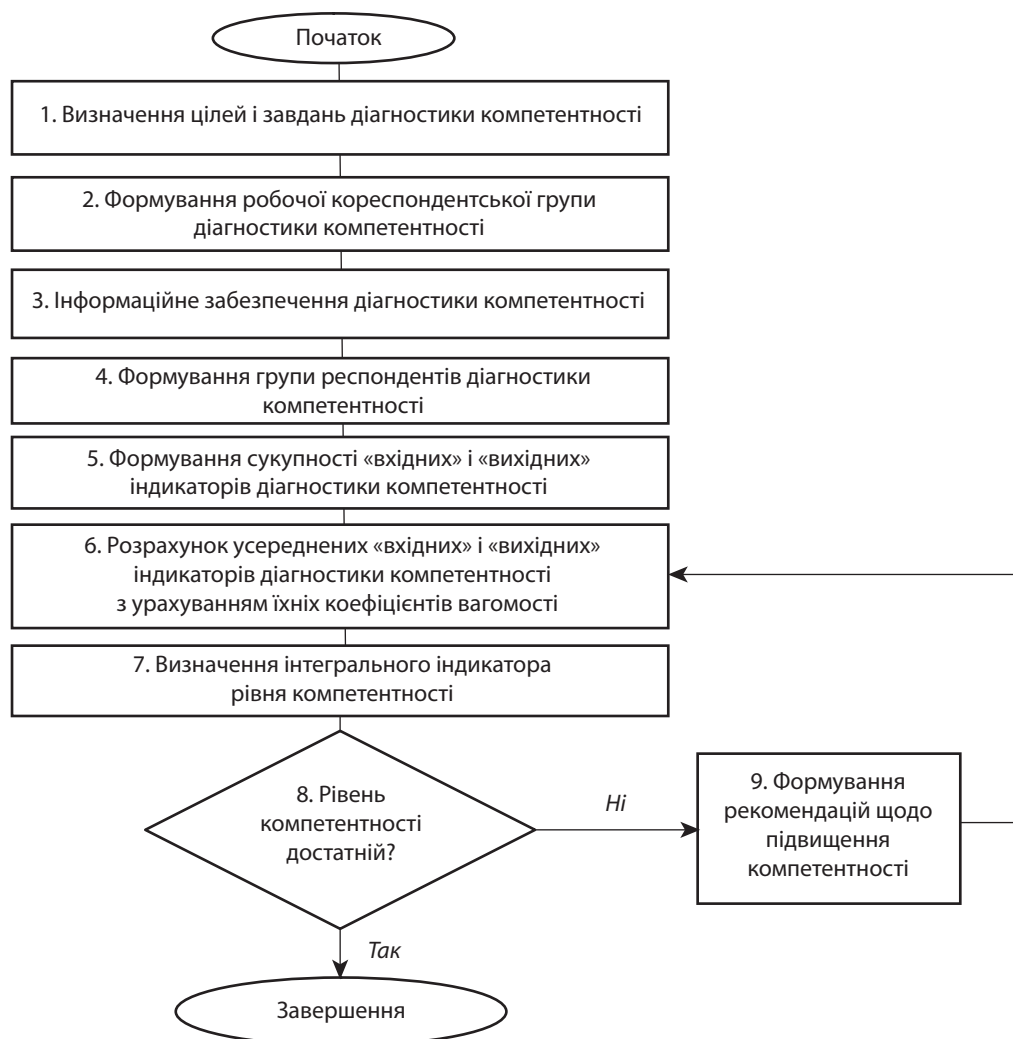 Початок
1. Визначення цілей і завдань діагностики компетентності
2. Формування робочої кореспондентської групи
діагностики компетентності
3. Інформаційне забезпечення діагностики компетентності
4. Формування групи респондентів діагностики
компетентності
5. Формування сукупності «вхідних» і «вихідних»
індикаторів діагностики компетентності
6. Розрахунок усереднених «вхідних» і «вихідних»
індикаторів діагностики компетентності
з урахуванням їхніх коефіцієнтів вагомості
7. Визначення інтегрального індикатора
рівня компетентності
8. Рівень
компетентності
достатній?
Ні
9. Формування
рекомендацій щодо
підвищення
компетентності
Так
Завершення